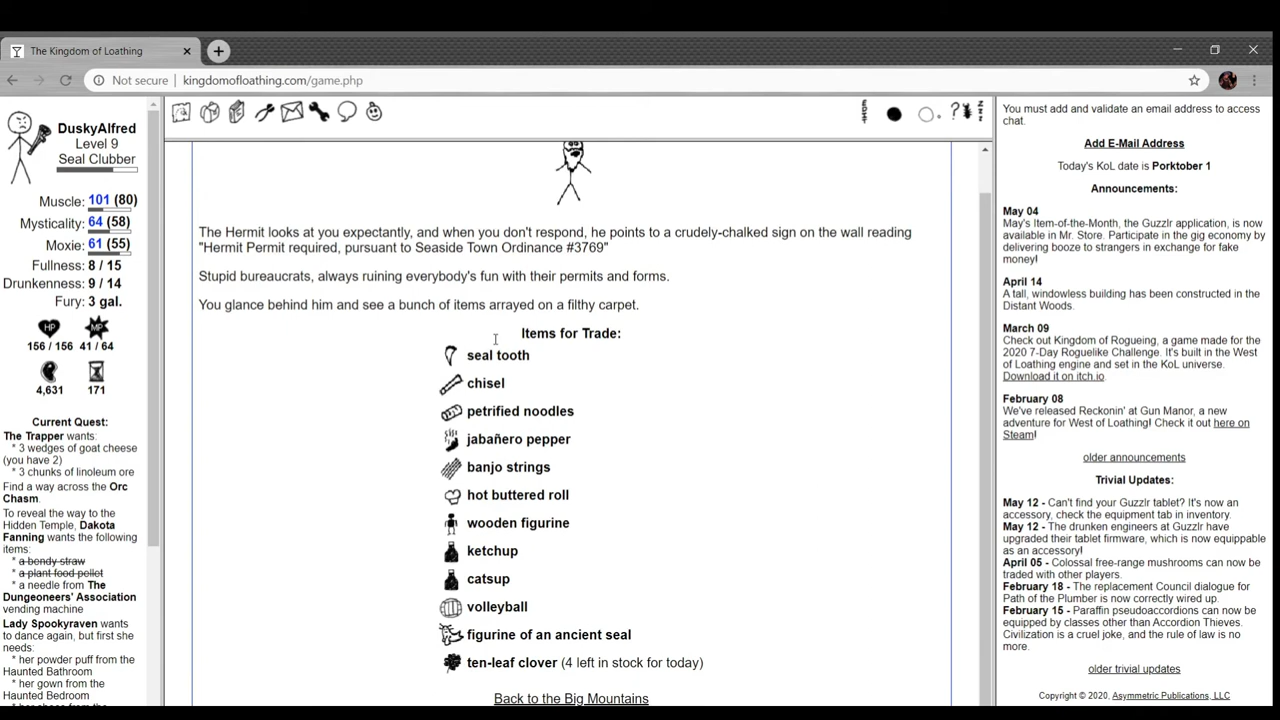 The Kingdom of Loathing
Not secure
kingdomofloathing.com/game.php
DuskyAlfred
Level 9
Seal Clubber
Muscle: 101 (80)
Mysticality: 64 (58)
Moxie: 61 (55)
Fullness: 8 / 15
Drunkenness: 9 / 14
Fury: 3 gal.
HP
MP
156 / 156
41 / 64
4,631
171
Current Quest:
The Trapper wants:
* 3 wedges of goat cheese
(you have 2)
* 3 chunks of linoleum ore
Find a way across the Orc
Chasm.
To reveal the way to the
Hidden Temple, Dakota
Fanning wants the following
items:
* a bendy straw
* a plant food pellet
* a needle from The
Dungeoneers' Association
vending machine
Lady Spookyraven wants
to dance again, but first she
needs:
* her powder puff from the
Haunted Bathroom
* her gown from the
Haunted Bedroom
The Hermit looks at you expectantly, and when you don't respond, he points to a crudely-chalked sign on the wall reading
"Hermit Permit required, pursuant to Seaside Town Ordinance #3769"
Stupid bureaucrats, always ruining everybody's fun with their permits and forms.
You glance behind him and see a bunch of items arrayed on a filthy carpet.
Items for Trade:
seal tooth
chisel
petrified noodles
jabañero pepper
banjo strings
hot buttered roll
wooden figurine
ketchup
catsup
volleyball
figurine of an ancient seal
ten-leaf clover (4 left in stock for today)
Back to the Big Mountains
You must add and validate an email address to access
chat.
Add E-Mail Address
Today's KoL date is Porktober 1
Announcements:
May 04
May's Item-of-the-Month, the Guzzlr application, is now
available in Mr. Store. Participate in the gig economy by
delivering booze to strangers in exchange for fake
money!
April 14
A tall, windowless building has been constructed in the
Distant Woods.
March 09
Check out Kingdom of Rogueing, a game made for the
2020 7-Day Roguelike Challenge. It's built in the West
of Loathing engine and set in the KoL universe.
Download it on itch.io.
February 08
We've released Reckonin' at Gun Manor, a new
adventure for West of Loathing! Check it out here on
Steam!
older announcements
Trivial Updates:
May 12 - Can't find your Guzzlr tablet? It's now an
accessory, check the equipment tab in inventory.
May 12 - The drunken engineers at Guzzlr have
upgraded their tablet firmware, which is now equippable
as an accessory!
April 05 - Colossal free-range mushrooms can now be
traded with other players.
February 18 - The replacement Council dialogue for
Path of the Plumber is now correctly wired up.
February 15 - Paraffin pseudoaccordions can now be
equipped by classes other than Accordion Thieves.
Civilization is a cruel joke, and the rule of law is no
more.
older trivial updates
Copyright © 2020, Asymmetric Publications, LLC